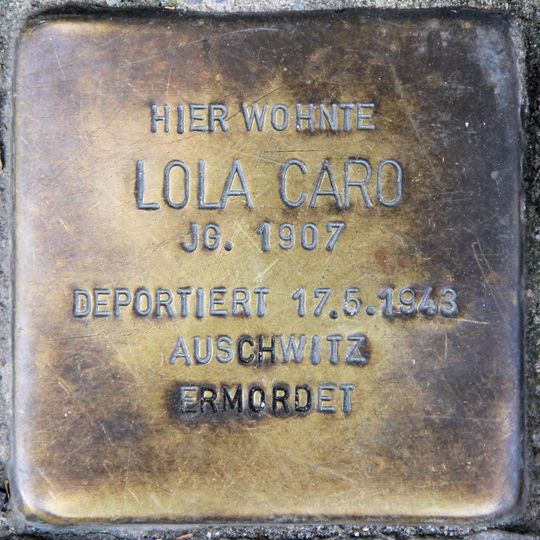 HIER WOHNTE
LOLA CARO
JG. 1907
DEPORTIERT 17.5.1943
AUSCHWITZ
ERMORDET